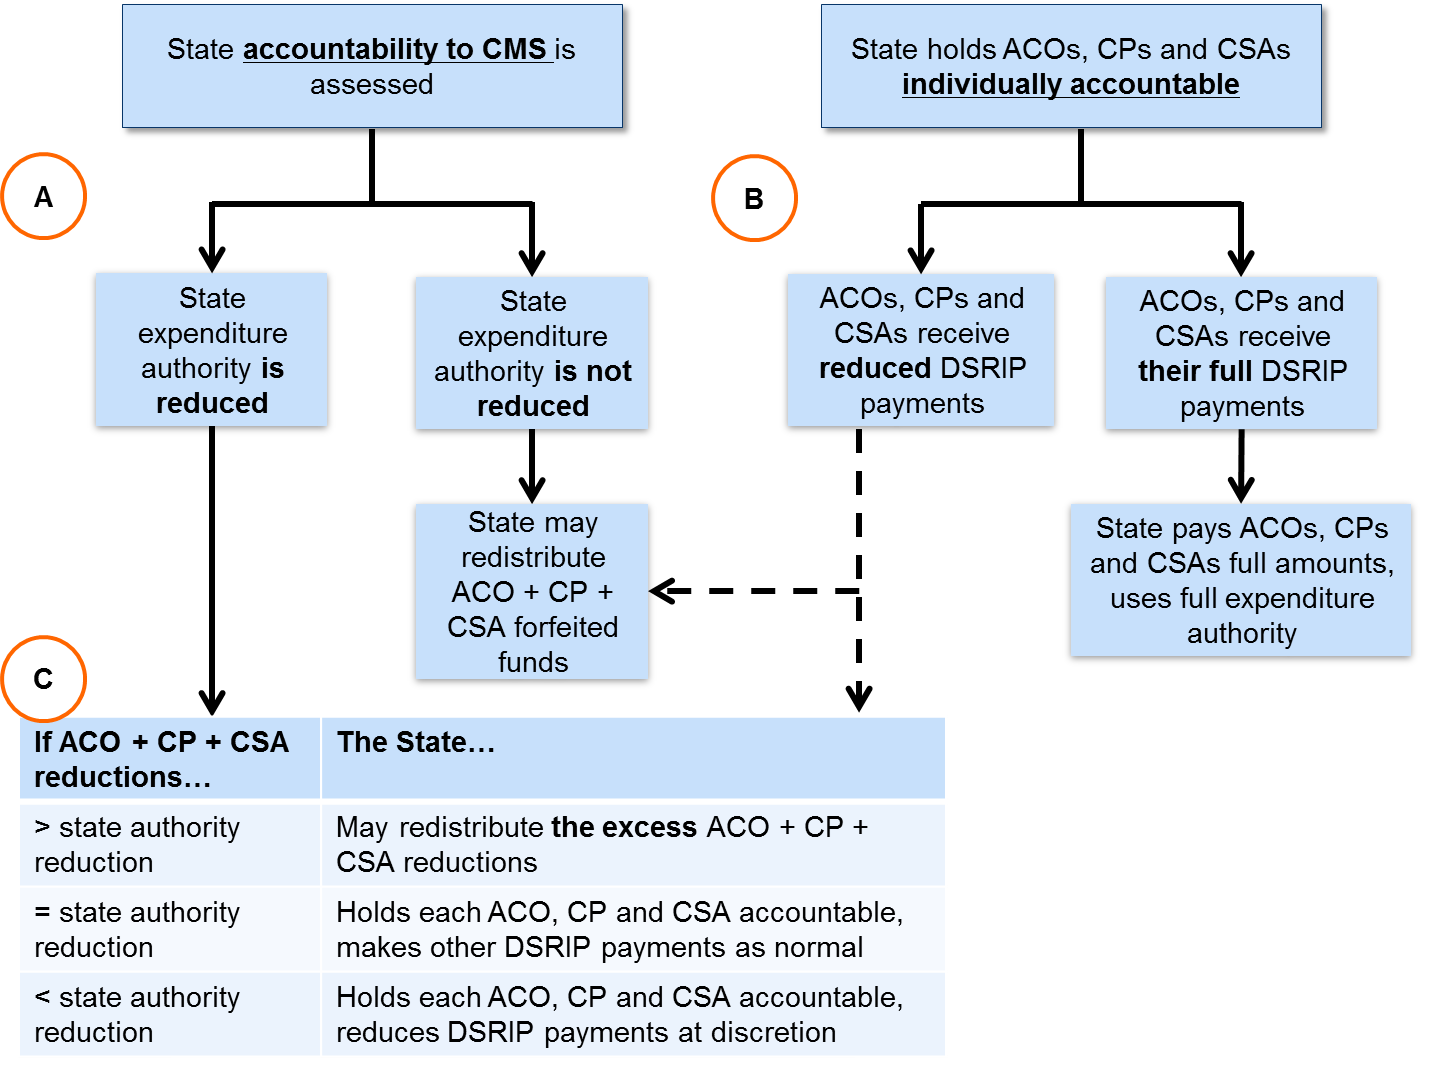 State accountability to CMS is
assessed
State holds ACOs, CPs and CSAs
individually accountable
A
B
State
expenditure
authority is
reduced
State
expenditure
authority is not
reduced
ACOs, CPs and
CSAs receive
reduced DSRIP
payments
ACOs, CPs and
CSAs receive
their full DSRIP
payments
State may
redistribute
ACO + CP +
CSA forfeited
funds
State pays ACOs, CPs
and CSAs full amounts,
uses full expenditure
authority
C
If ACO + CP + CSA
reductions…
The State…
> state authority
reduction
May redistribute the excess ACO + CP +
CSA reductions
= state authority
reduction
Holds each ACO, CP and CSA accountable,
makes other DSRIP payments as normal
< state authority
reduction
Holds each ACO, CP and CSA accountable,
reduces DSRIP payments at discretion